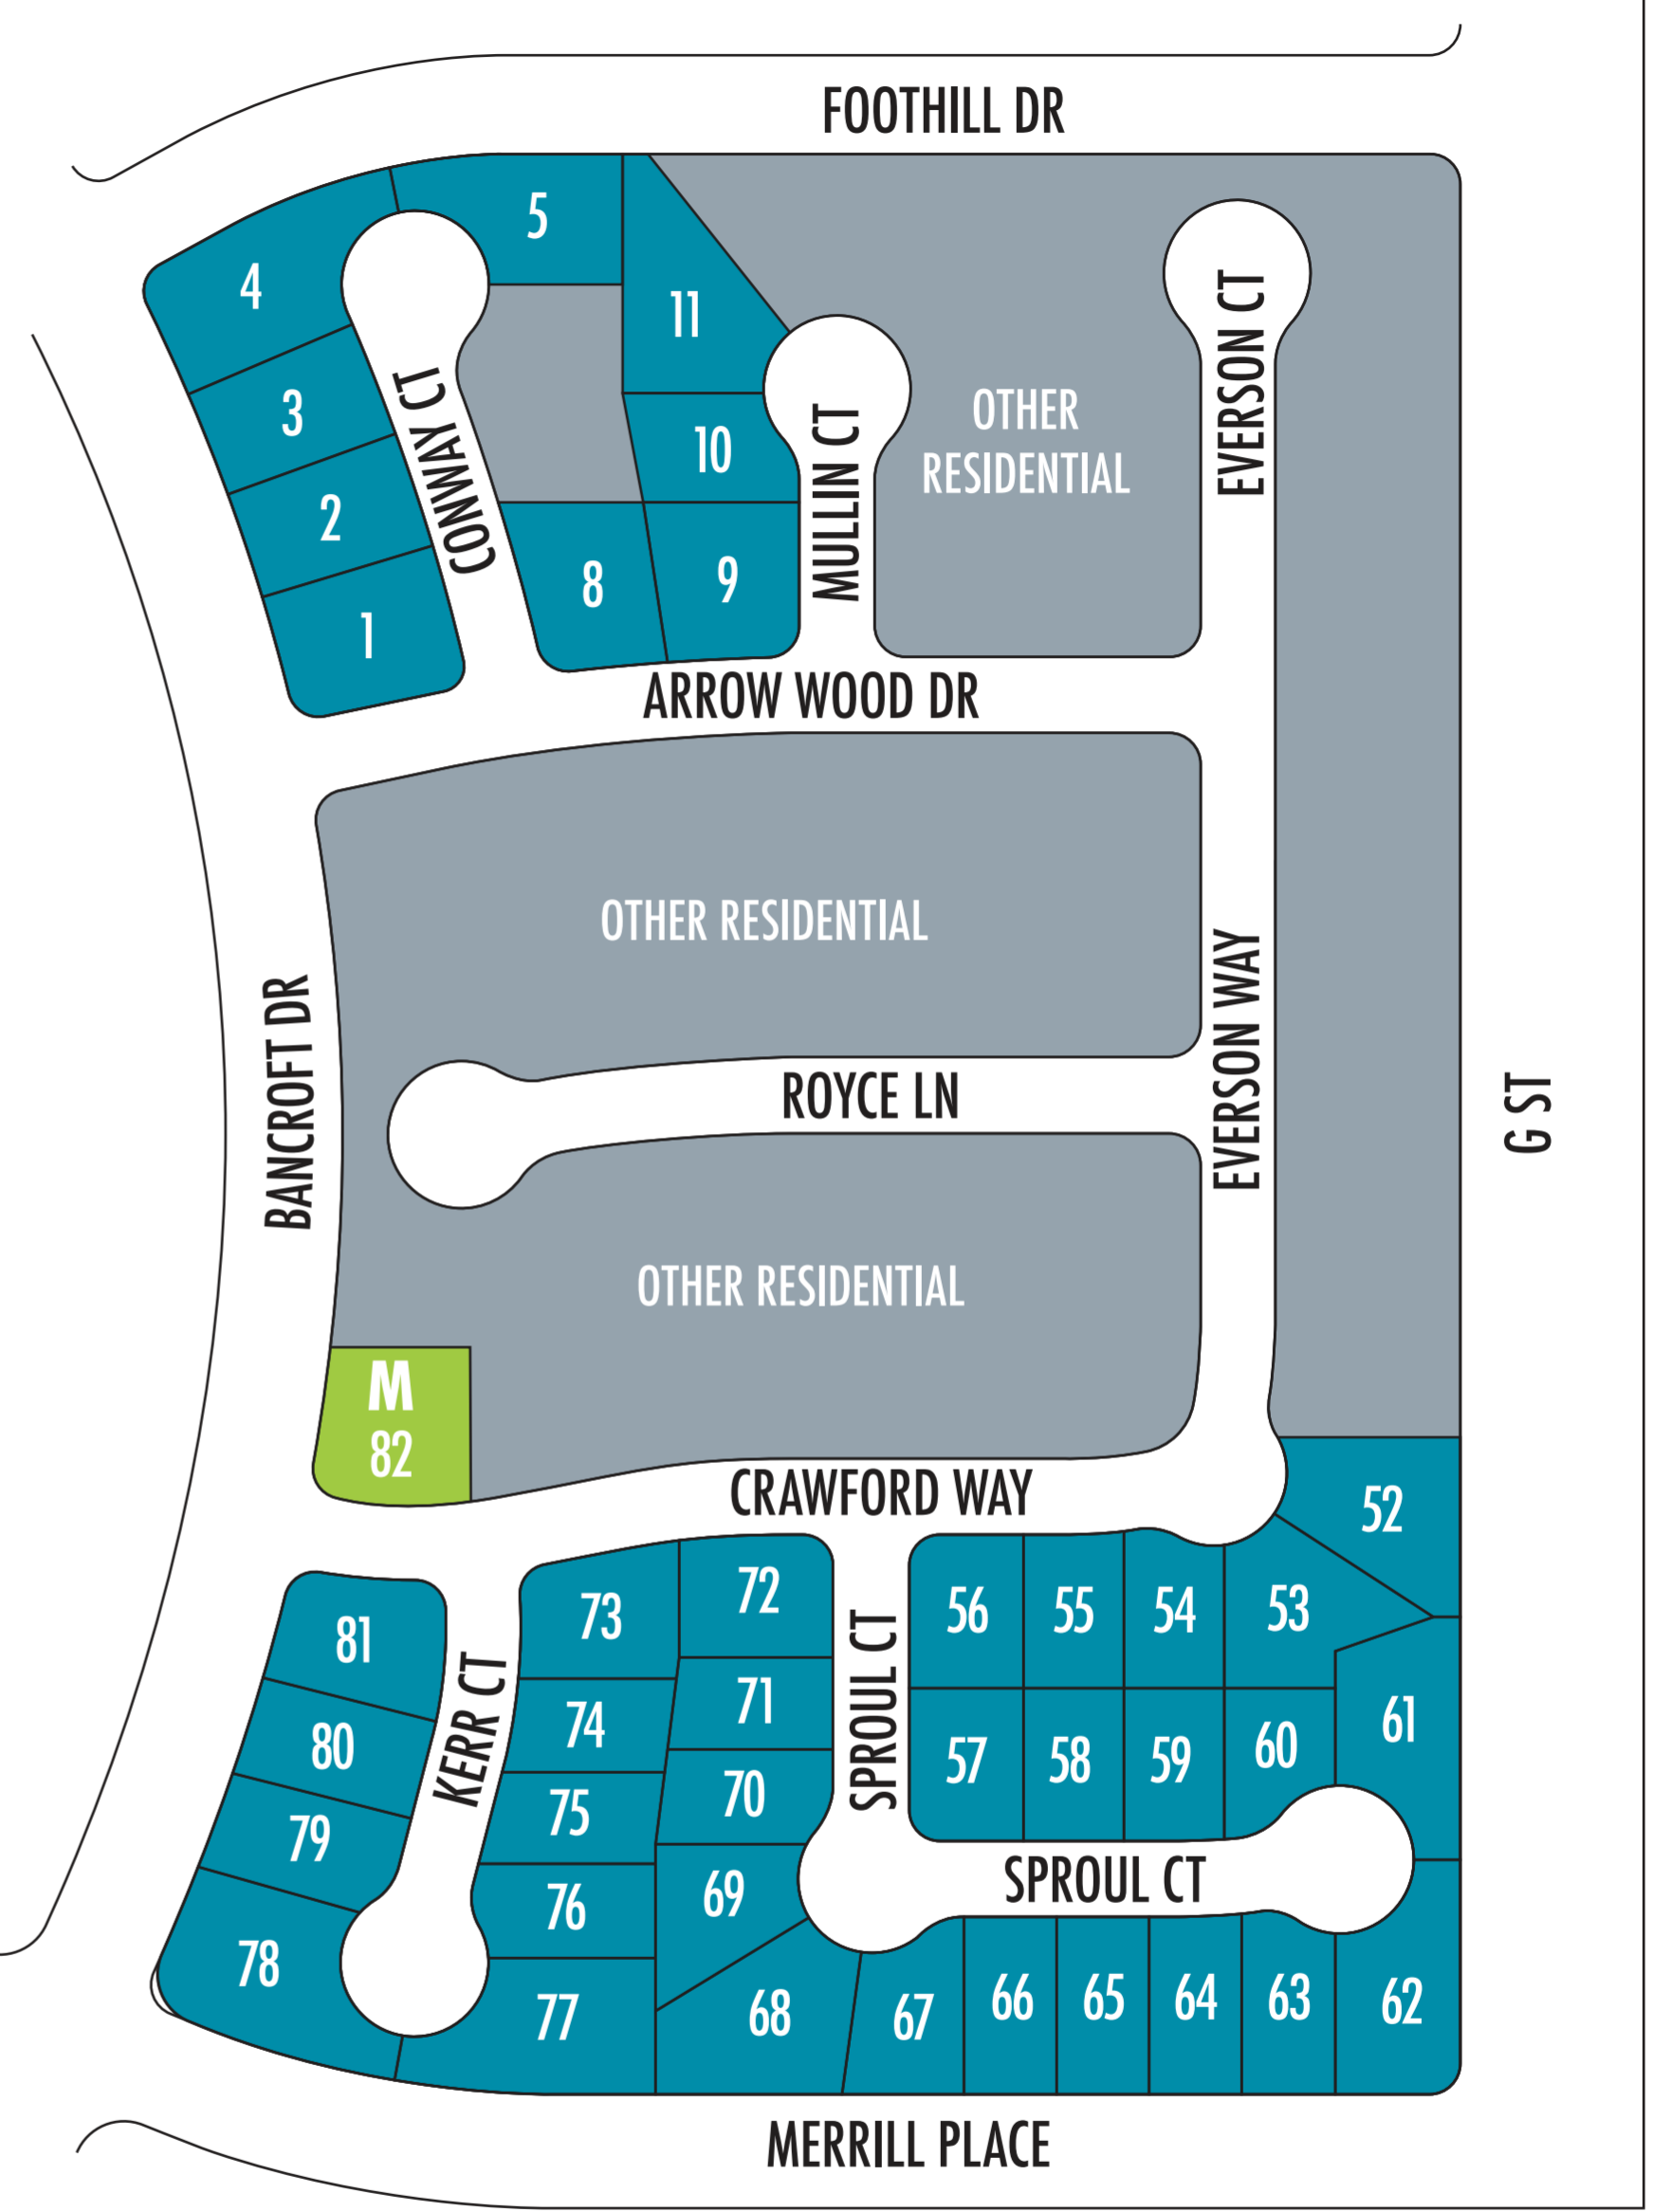 FOOTHILL DR
5
4
11
3
CONWAY CT
10
MULLIN CT
OTHER
RESIDENTIAL
EVERSON CT
2
8
9
1
ARROW WOOD DR
OTHER RESIDENTIAL
BANCROFT DR
ROYCE LN
EVERSON WAY
G ST
OTHER RESIDENTIAL
M
82
CRAWFORD WAY
52
81
73
72
SPROUL CT
56
55
54
53
80
KERR CT
74
71
57
58
59
60
61
79
75
70
76
69
SPROUL CT
78
77
68
67
66
65
64
63
62
MERRILL PLACE